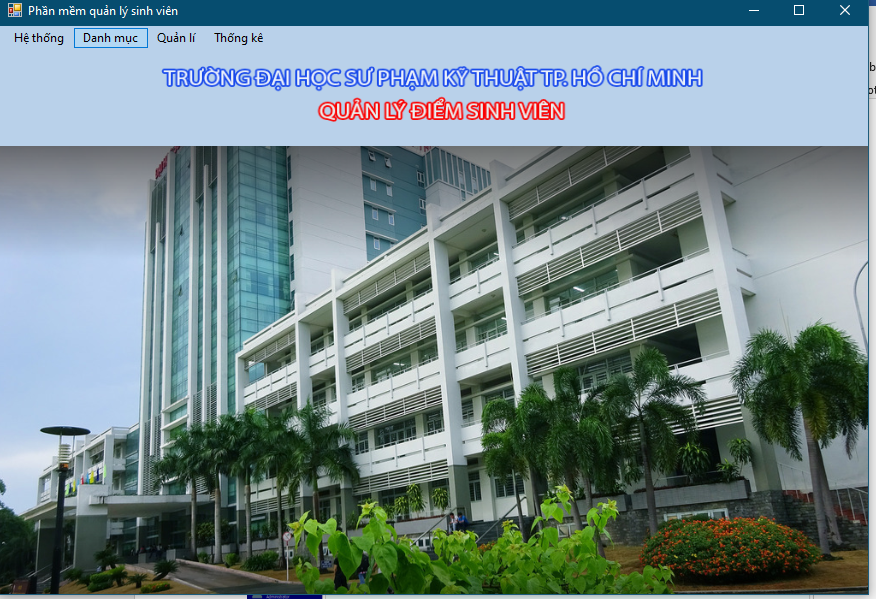 Phần mềm quản lý sinh viên
Hệ thống Danh mục Quản lí Thống kê
TRƯỜNG ĐẠI HỌC SƯ PHẠM KỸ THUẬT TP. HỒ CHÍ MINH
QUẢN LÝ ĐIỂM SINH VIÊN